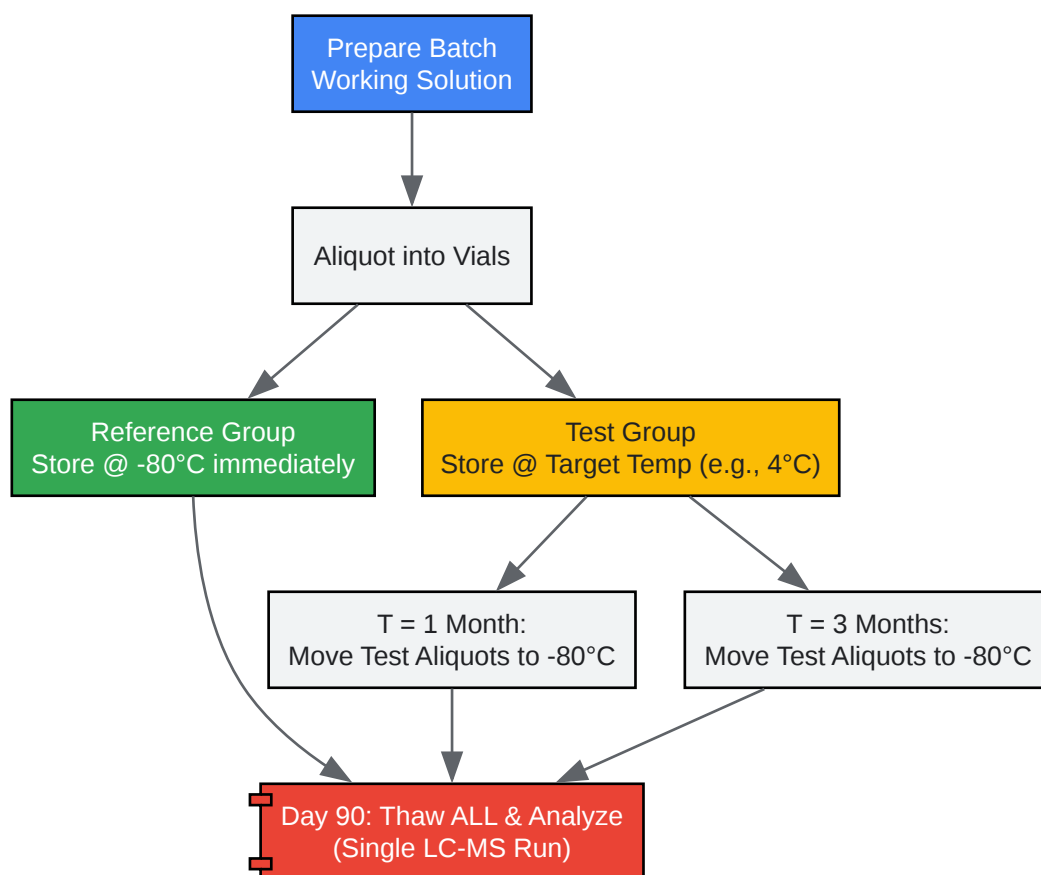 Prepare Batch
Working Solution
Aliquot into Vials
Reference Group
Store @ -80°C immediately
Test Group
Store @ Target Temp (e.g., 4°C)
T = 1 Month:
Move Test Aliquots to -80°C
T = 3 Months:
Move Test Aliquots to -80°C
Day 90: Thaw ALL & Analyze
(Single LC-MS Run)